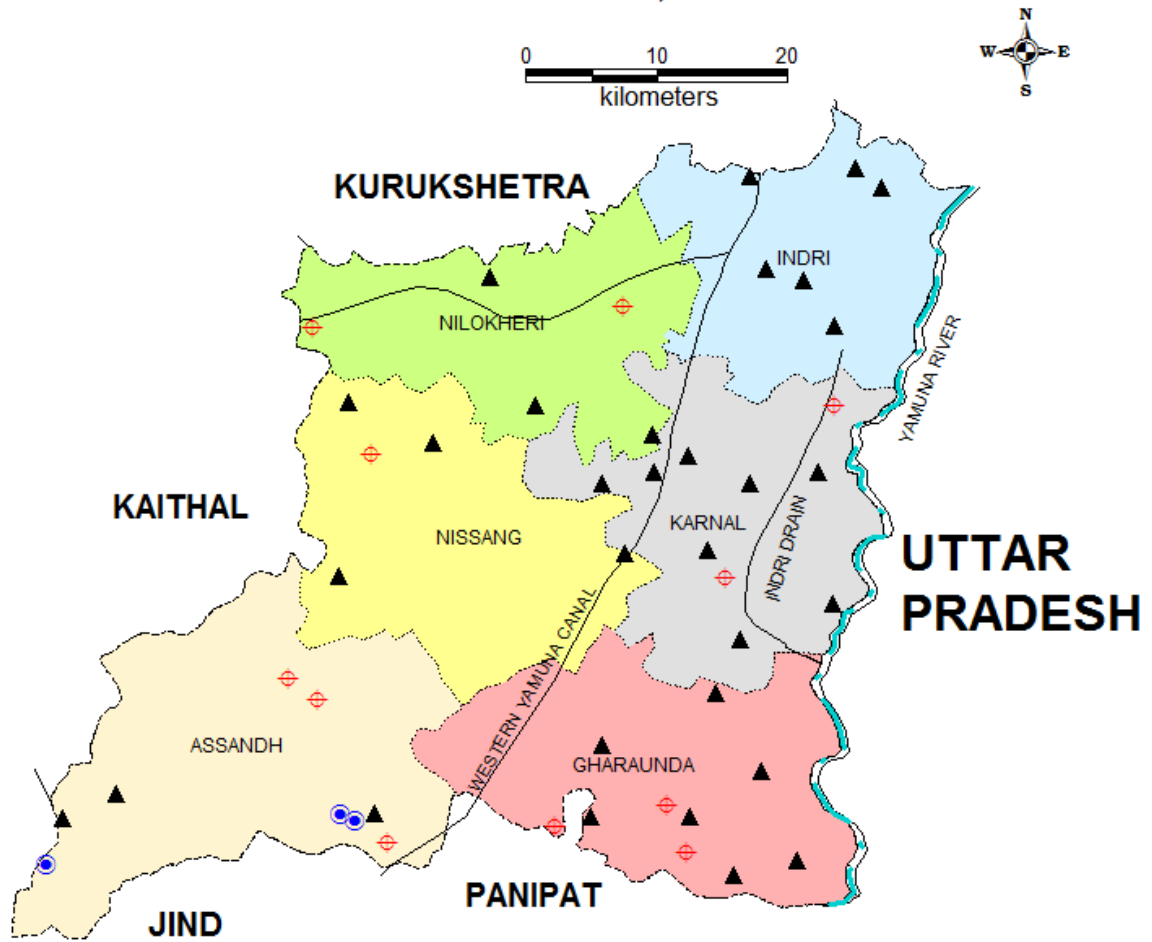 N
W E
S
0 10 20
kilometers
KURUKSHETRA
INDRI
NILOKHERI
YAMUNA RIVER
KAITHAL
KARNAL
NISSANG
INDRI DRAIN
UTTAR
PRADESH
WESTERN YAMUNA CANAL
ASSANDH
GHARAUNDA
PANIPAT
JIND